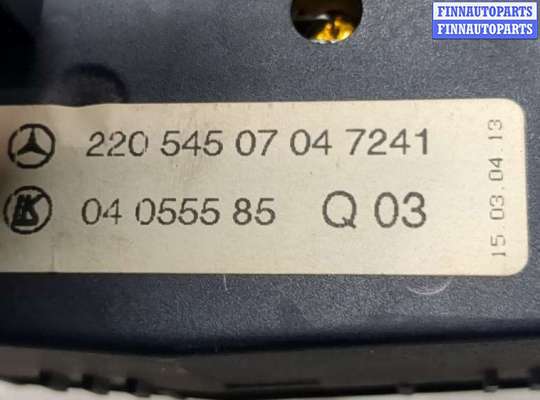 FINNAUTOPARTS
FINNAUTOPARTS
220 545 07 04 7241
04 0555 85 Q 03
15.03.04.13